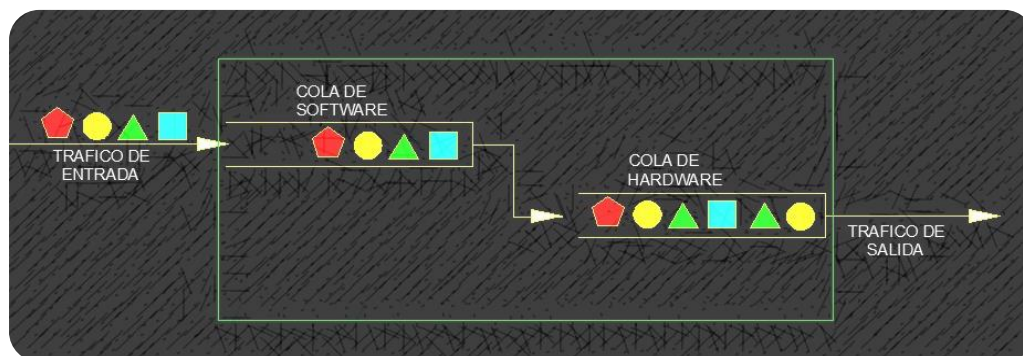 COLA DE
SOFTWARE
TRAFICO DE
ENTRADA
COLA DE
HARDWARE
TRAFICO DE
SALIDA